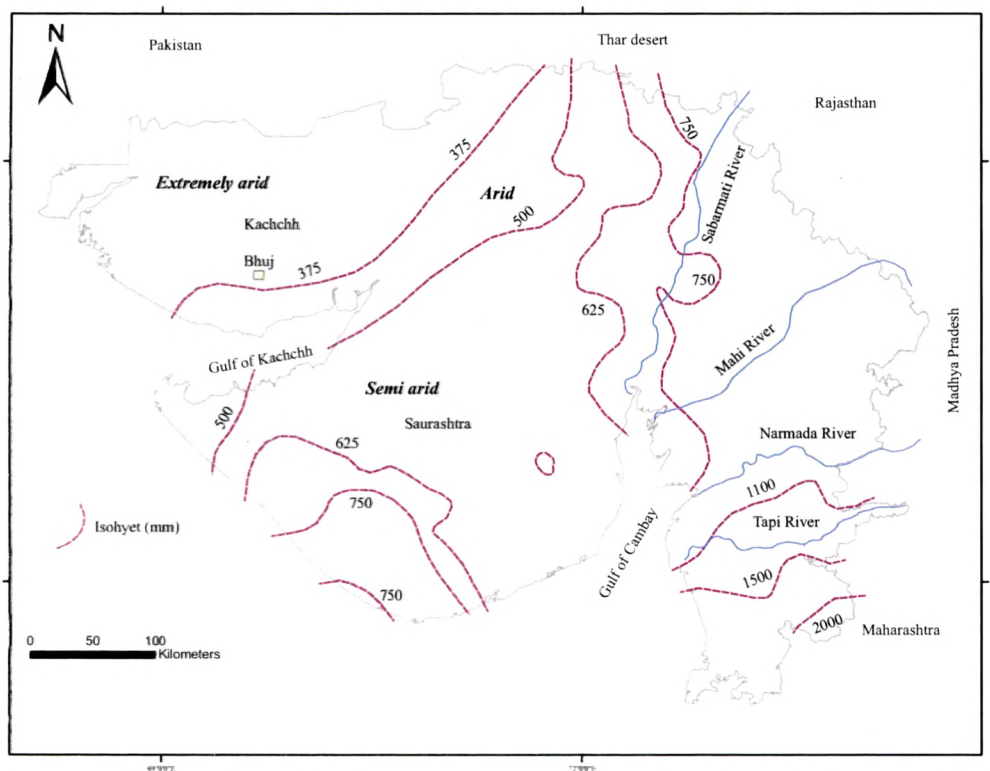 N
Pakistan
Thar desert
Rajasthan
375
750
Extremely arid
Arid
Sabarmati River
500
Kachchh
Bhuj
375
750
625
Mahi River
Madhya Pradesh
Gulf of Kachchh
Semi arid
500
Saurashtra
625
Narmada River
1100
750
Isohyet (mm)
Tapi River
Gulf of Cambay
1500
750
2000
Maharashtra
0 50 100
Kilometers